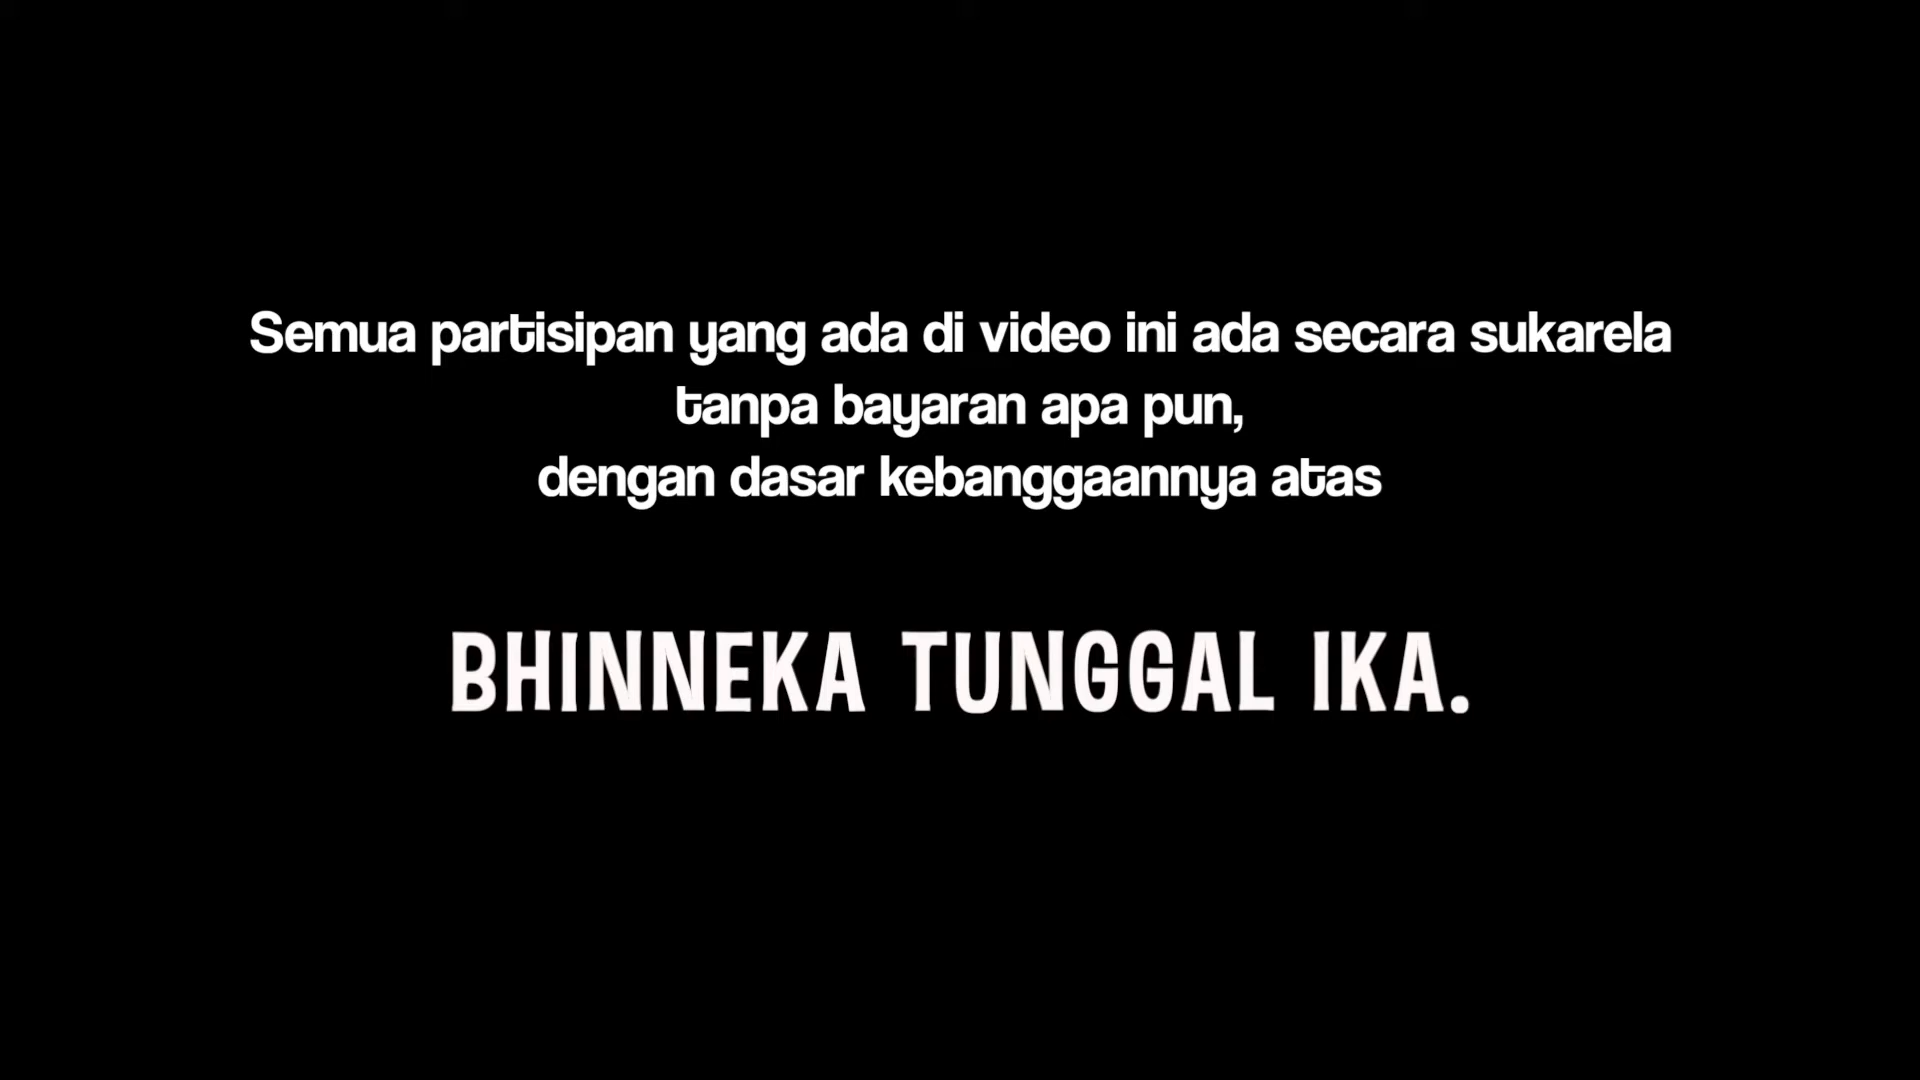 Semua partisipan yang ada di video ini ada secara sukarela
tanpa bayaran apa pun,
dengan dasar kebanggaannya atas
BHINNEKA TUNGGAL IKA.